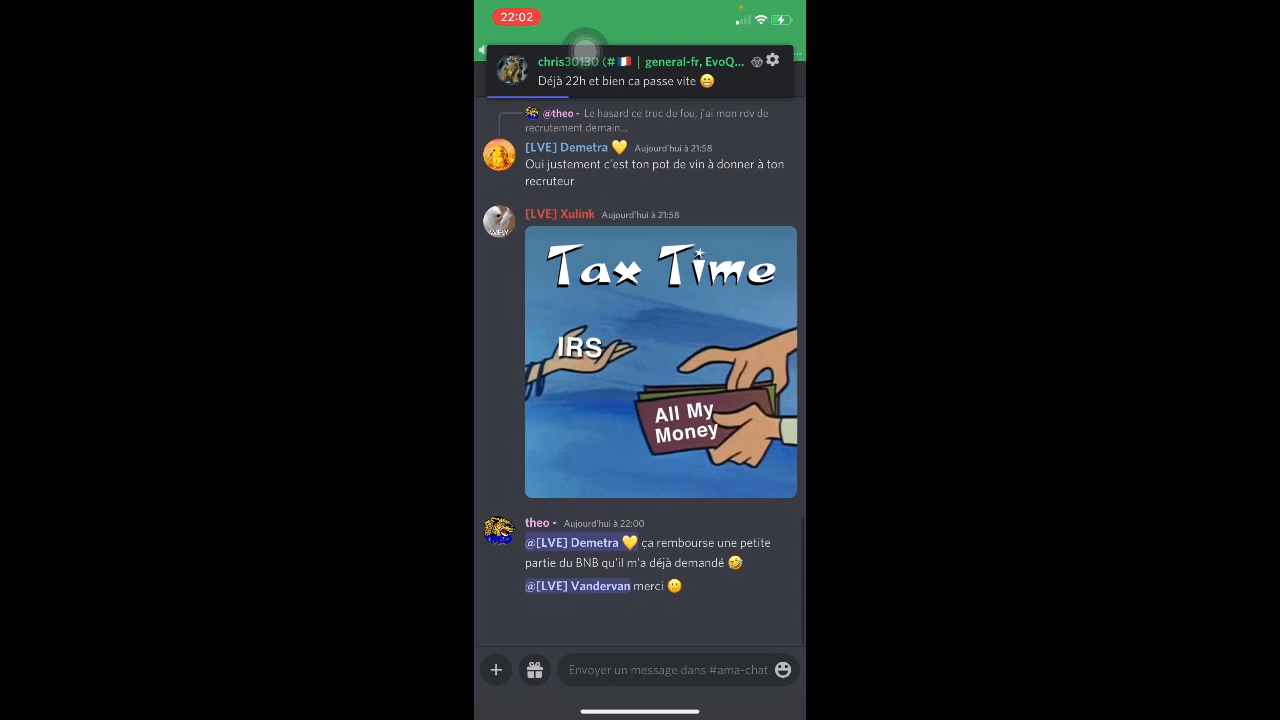 22:02
chris30130 (#🇫🇷 | general-fr, EvoQ...
Déjà 22h et bien ca passe vite 😀
@theo - Le hasard ce truc de fou, j'ai mon rdv de
recrutement demain...
[LVE] Demetra 💛 Aujourd'hui à 21:58
Oui justement c'est ton pot de vin à donner à ton
recruteur
[LVE] Xulink Aujourd'hui à 21:58
Tax Time
IRS
All My
Money
theo - Aujourd'hui à 22:00
@[LVE] Demetra 💛 ça rembourse une petite
partie du BNB qu'il m'a déjà demandé 🤣
@[LVE] Vandervan merci 🙂
Envoyer un message dans #ama-chat